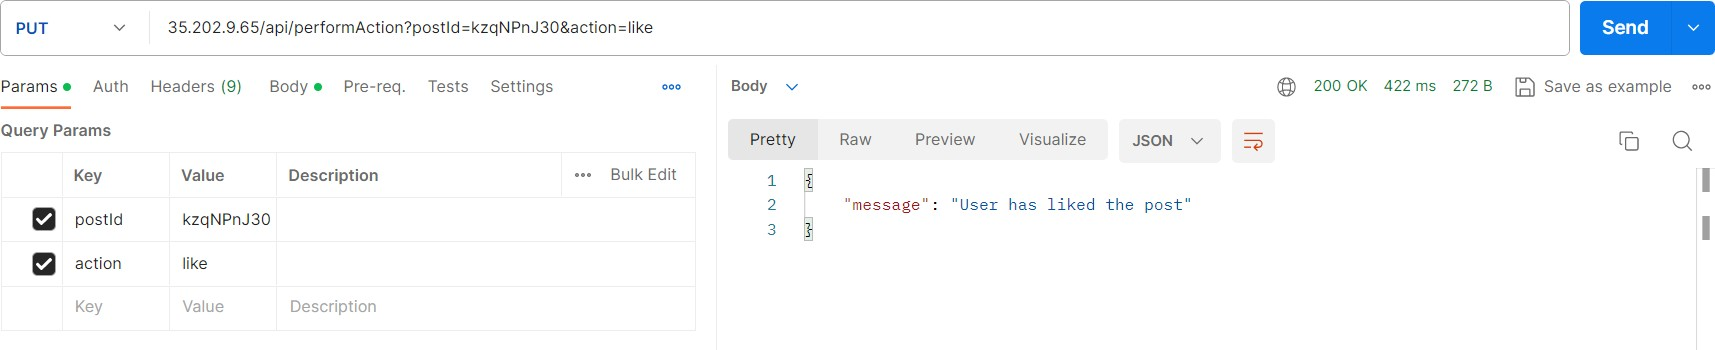 PUT 35.202.9.65/api/performAction?postId=kzqNPnJ30&action=like Send
Params Auth Headers (9) Body Pre-req. Tests Settings
Query Params
Key Value Description Bulk Edit
postId kzqNPnJ30
action like
Key Value Description
Body 200 OK 422 ms 272 B Save as example
Pretty Raw Preview Visualize JSON
1 {
2 "message": "User has liked the post"
3 }